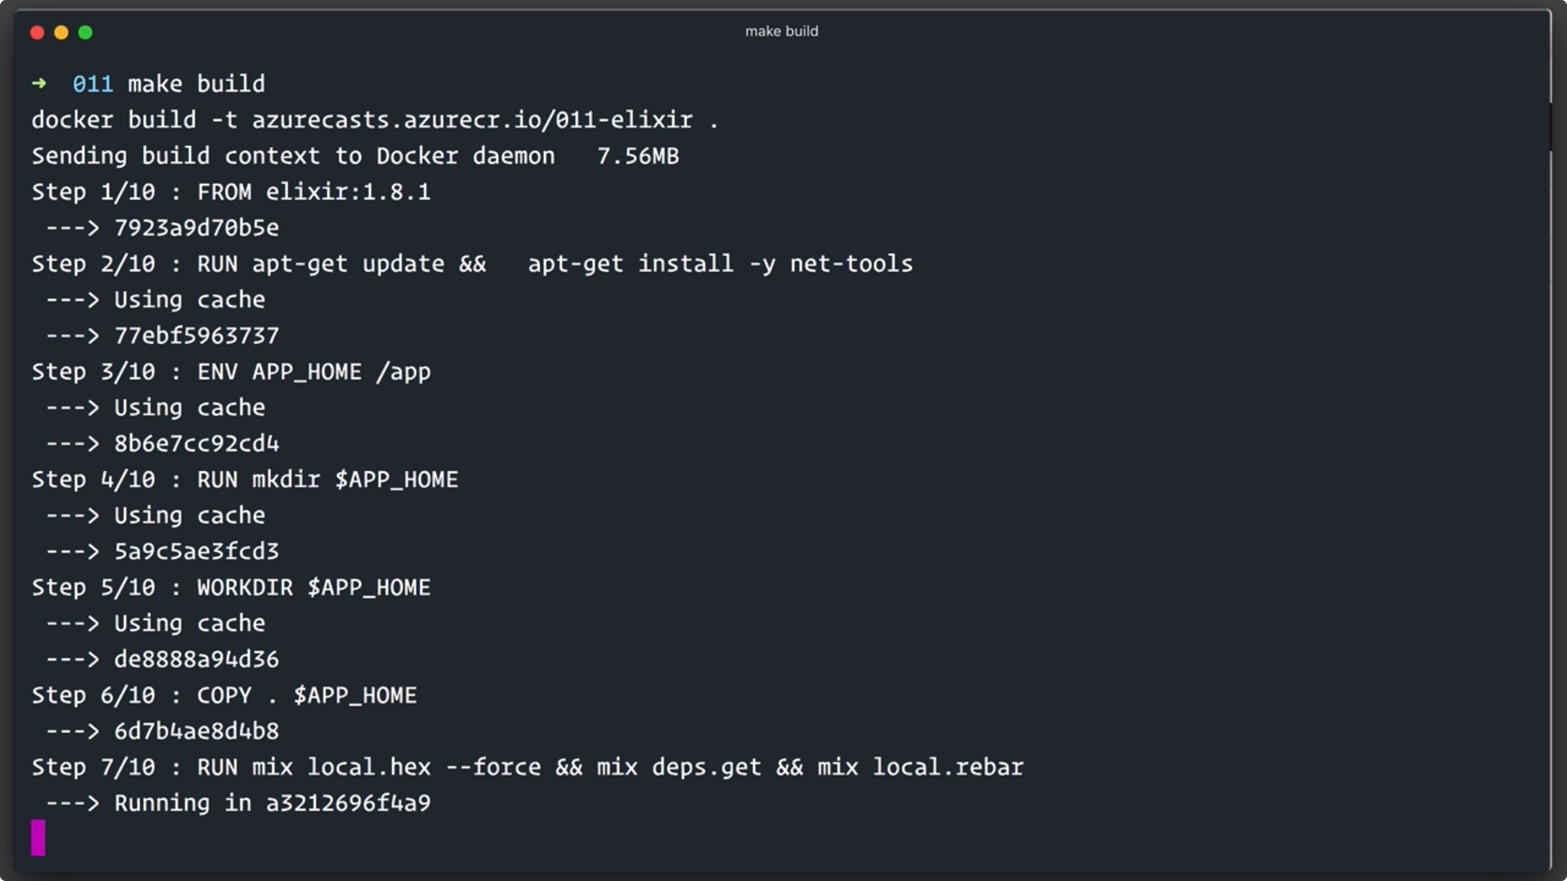 make build
→ 011 make build
docker build -t azurecasts.azurecr.io/011-elixir .
Sending build context to Docker daemon   7.56MB
Step 1/10 : FROM elixir:1.8.1
 ---> 7923a9d70b5e
Step 2/10 : RUN apt-get update &&   apt-get install -y net-tools
 ---> Using cache
 ---> 77ebf5963737
Step 3/10 : ENV APP_HOME /app
 ---> Using cache
 ---> 8b6e7cc92cd4
Step 4/10 : RUN mkdir $APP_HOME
 ---> Using cache
 ---> 5a9c5ae3fcd3
Step 5/10 : WORKDIR $APP_HOME
 ---> Using cache
 ---> de8888a94d36
Step 6/10 : COPY . $APP_HOME
 ---> 6d7b4ae8d4b8
Step 7/10 : RUN mix local.hex --force && mix deps.get && mix local.rebar
 ---> Running in a3212696f4a9